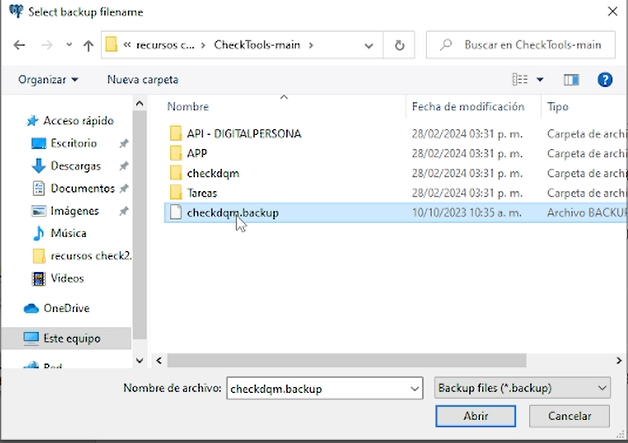 Select backup filename
« recursos c... › CheckTools-main ›
Buscar en CheckTools-main
Organizar
Nueva carpeta
Nombre
Fecha de modificación
Tipo
Acceso rápido
Escritorio
Descargas
Documentos
Imágenes
Música
recursos check2.
Videos
OneDrive
Este equipo
Red
API - DIGITALPERSONA 28/02/2024 03:31 p. m. Carpeta de archi
APP 28/02/2024 03:31 p. m. Carpeta de archi
checkdqm 28/02/2024 03:31 p. m. Carpeta de archi
Tareas 28/02/2024 03:31 p. m. Carpeta de archi
checkdqm.backup 10/10/2023 10:35 a. m. Archivo BACKUP
Nombre de archivo: checkdqm.backup
Backup files (*.backup)
Abrir
Cancelar